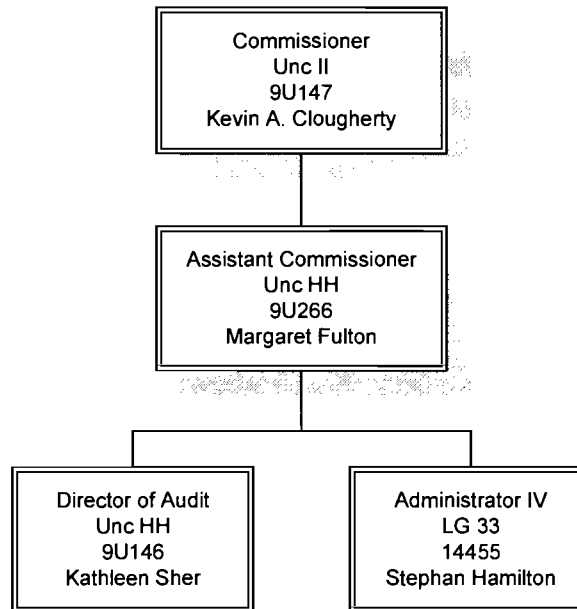 Commissioner
Unc II
9U147
Kevin A. Clougherty
Assistant Commissioner
Unc HH
9U266
Margaret Fulton
Director of Audit
Unc HH
9U146
Kathleen Sher
Administrator IV
LG 33
14455
Stephan Hamilton